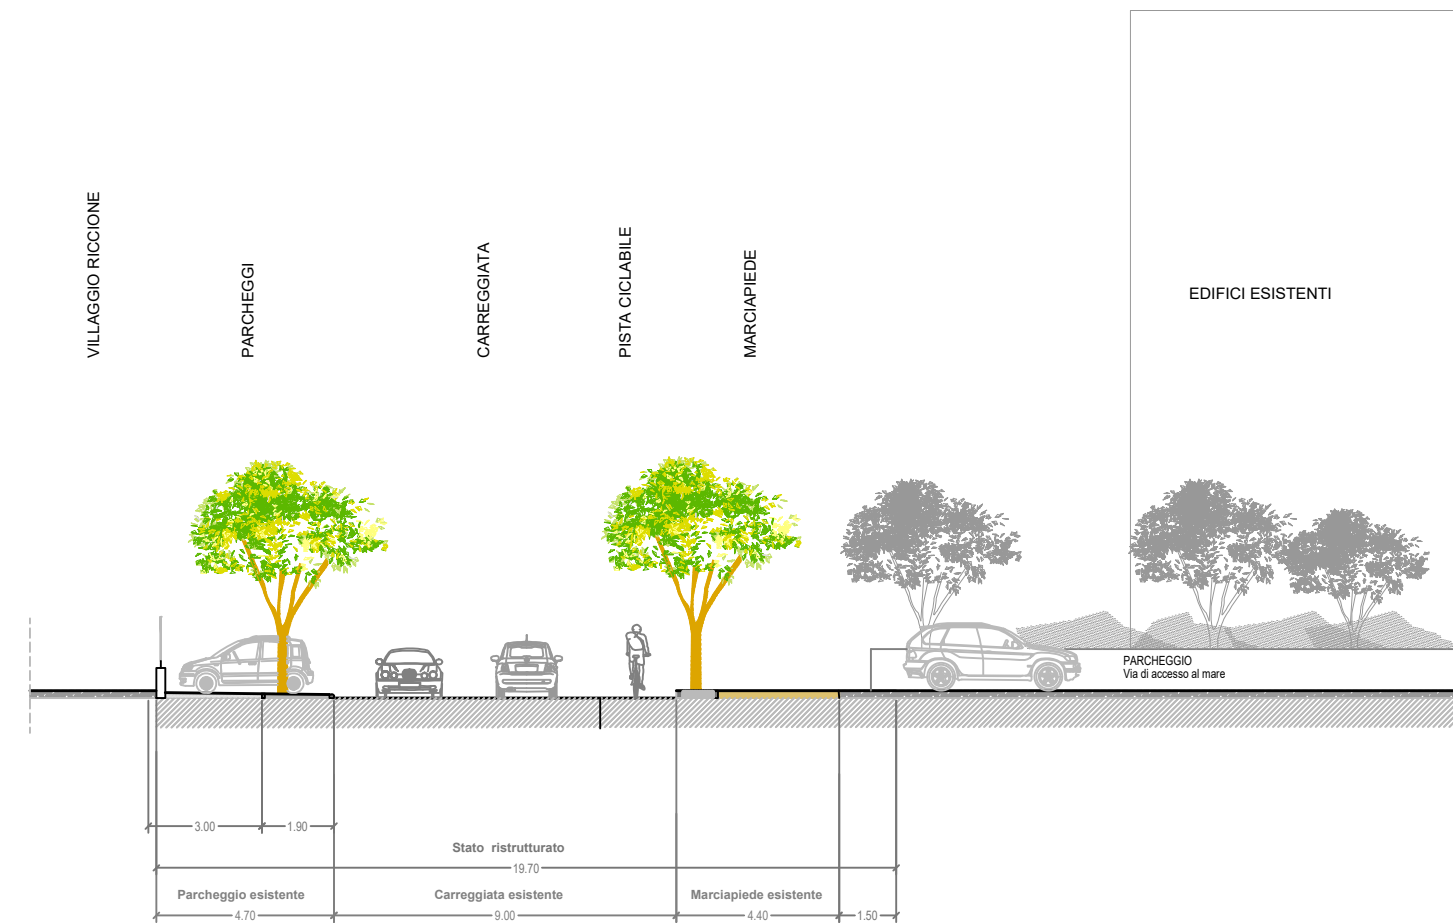 VILLAGGIO RICCIONE
PARCHEGGI
CARREGGIATA
PISTA CICLABILE
MARCIAPIEDE
EDIFICI ESISTENTI
PARCHEGGIO
Via di accesso al mare
3.00
1.90
Stato ristrutturato
19.70
Parcheggio esistente
Carreggiata esistente
Marciapiede esistente
4.70
9.00
4.40
1.50